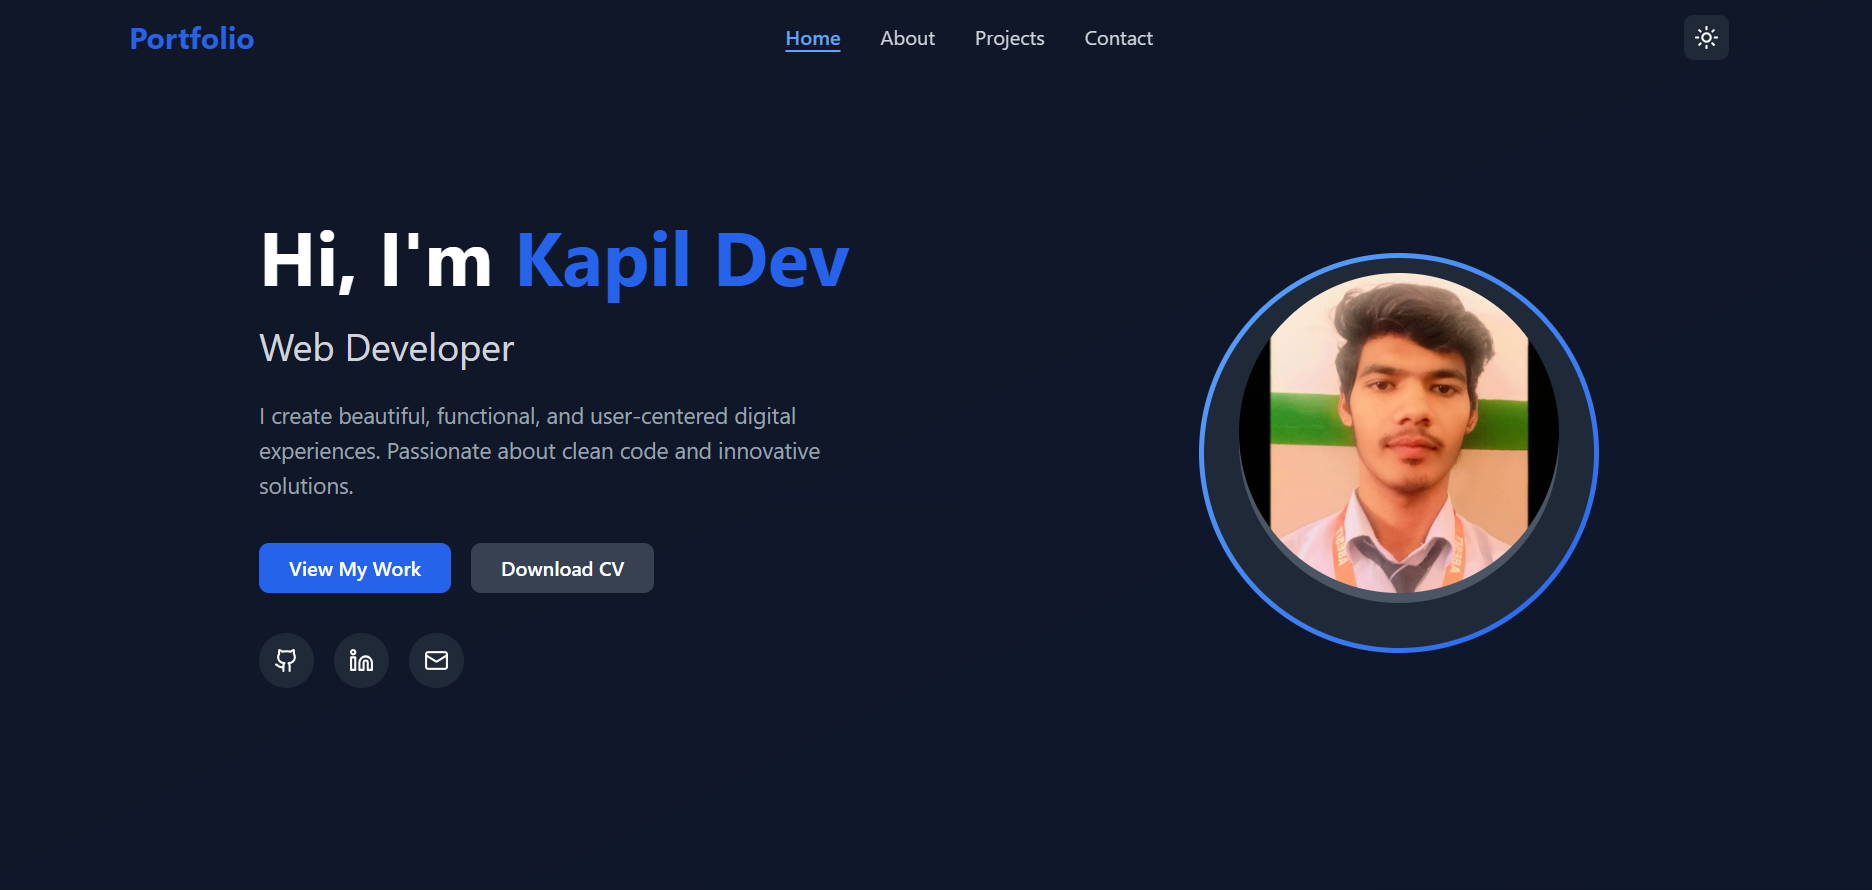 Portfolio
Home
About
Projects
Contact
Hi, I'm Kapil Dev
Web Developer
I create beautiful, functional, and user-centered digital
experiences. Passionate about clean code and innovative
solutions.
View My Work
Download CV
in